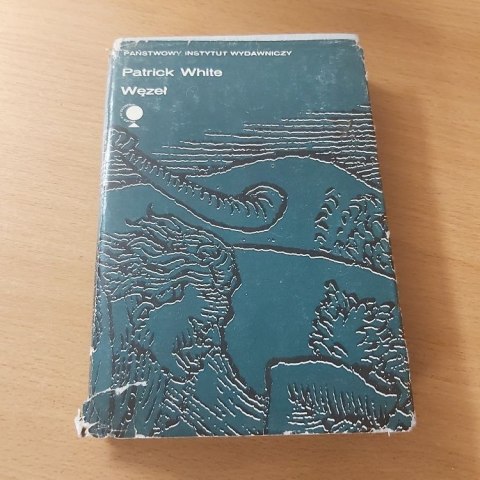 PAŃSTWOWY INSTYTUT WYDAWNICZY
Patrick White
Węzeł